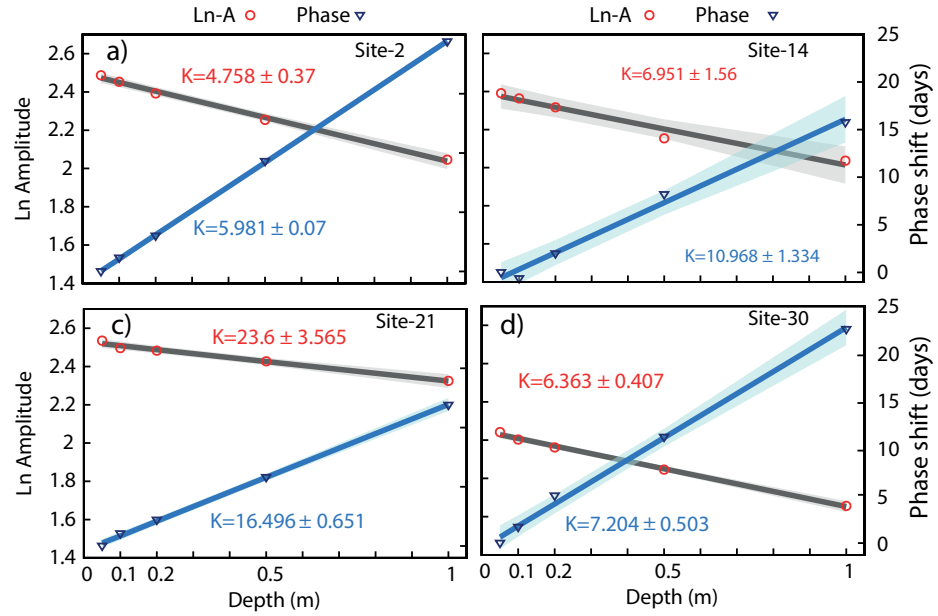 Ln-A Phase Ln-A Phase
a) Site-2
K=4.758 ± 0.37
K=5.981 ± 0.07
2.6
2.4
2.2
2
1.8
1.6
1.4
Ln Amplitude
Site-14
K=6.951 ± 1.56
K=10.968 ± 1.334
25
20
15
10
5
0
Phase shift (days)
c) Site-21
K=23.6 ± 3.565
K=16.496 ± 0.651
2.6
2.4
2.2
2
1.8
1.6
1.4
Ln Amplitude
0 0.1 0.2 0.5 1
Depth (m)
d) Site-30
K=6.363 ± 0.407
K=7.204 ± 0.503
25
20
15
10
5
0
Phase shift (days)
0 0.1 0.2 0.5 1
Depth (m)